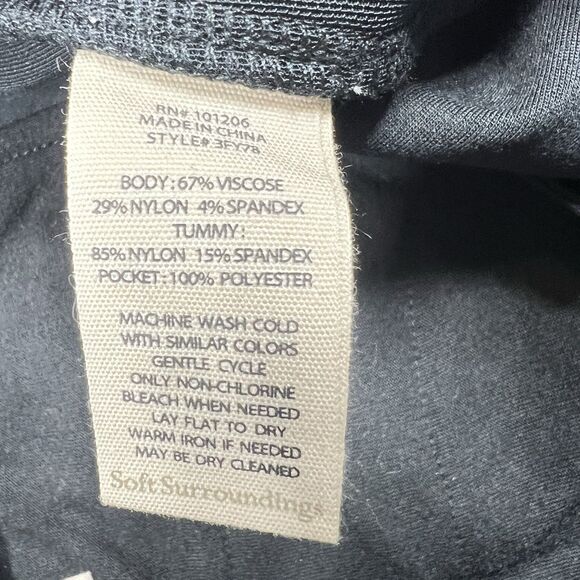 RN# 101206
MADE IN CHINA
STYLE# 3FY78
BODY: 67% VISCOSE
29% NYLON 4% SPANDEX
TUMMY:
85% NYLON 15% SPANDEX
POCKET: 100% POLYESTER
MACHINE WASH COLD
WITH SIMILAR COLORS
GENTLE CYCLE
ONLY NON-CHLORINE
BLEACH WHEN NEEDED
LAY FLAT TO DRY
WARM IRON IF NEEDED
MAY BE DRY CLEANED
Soft Surroundings